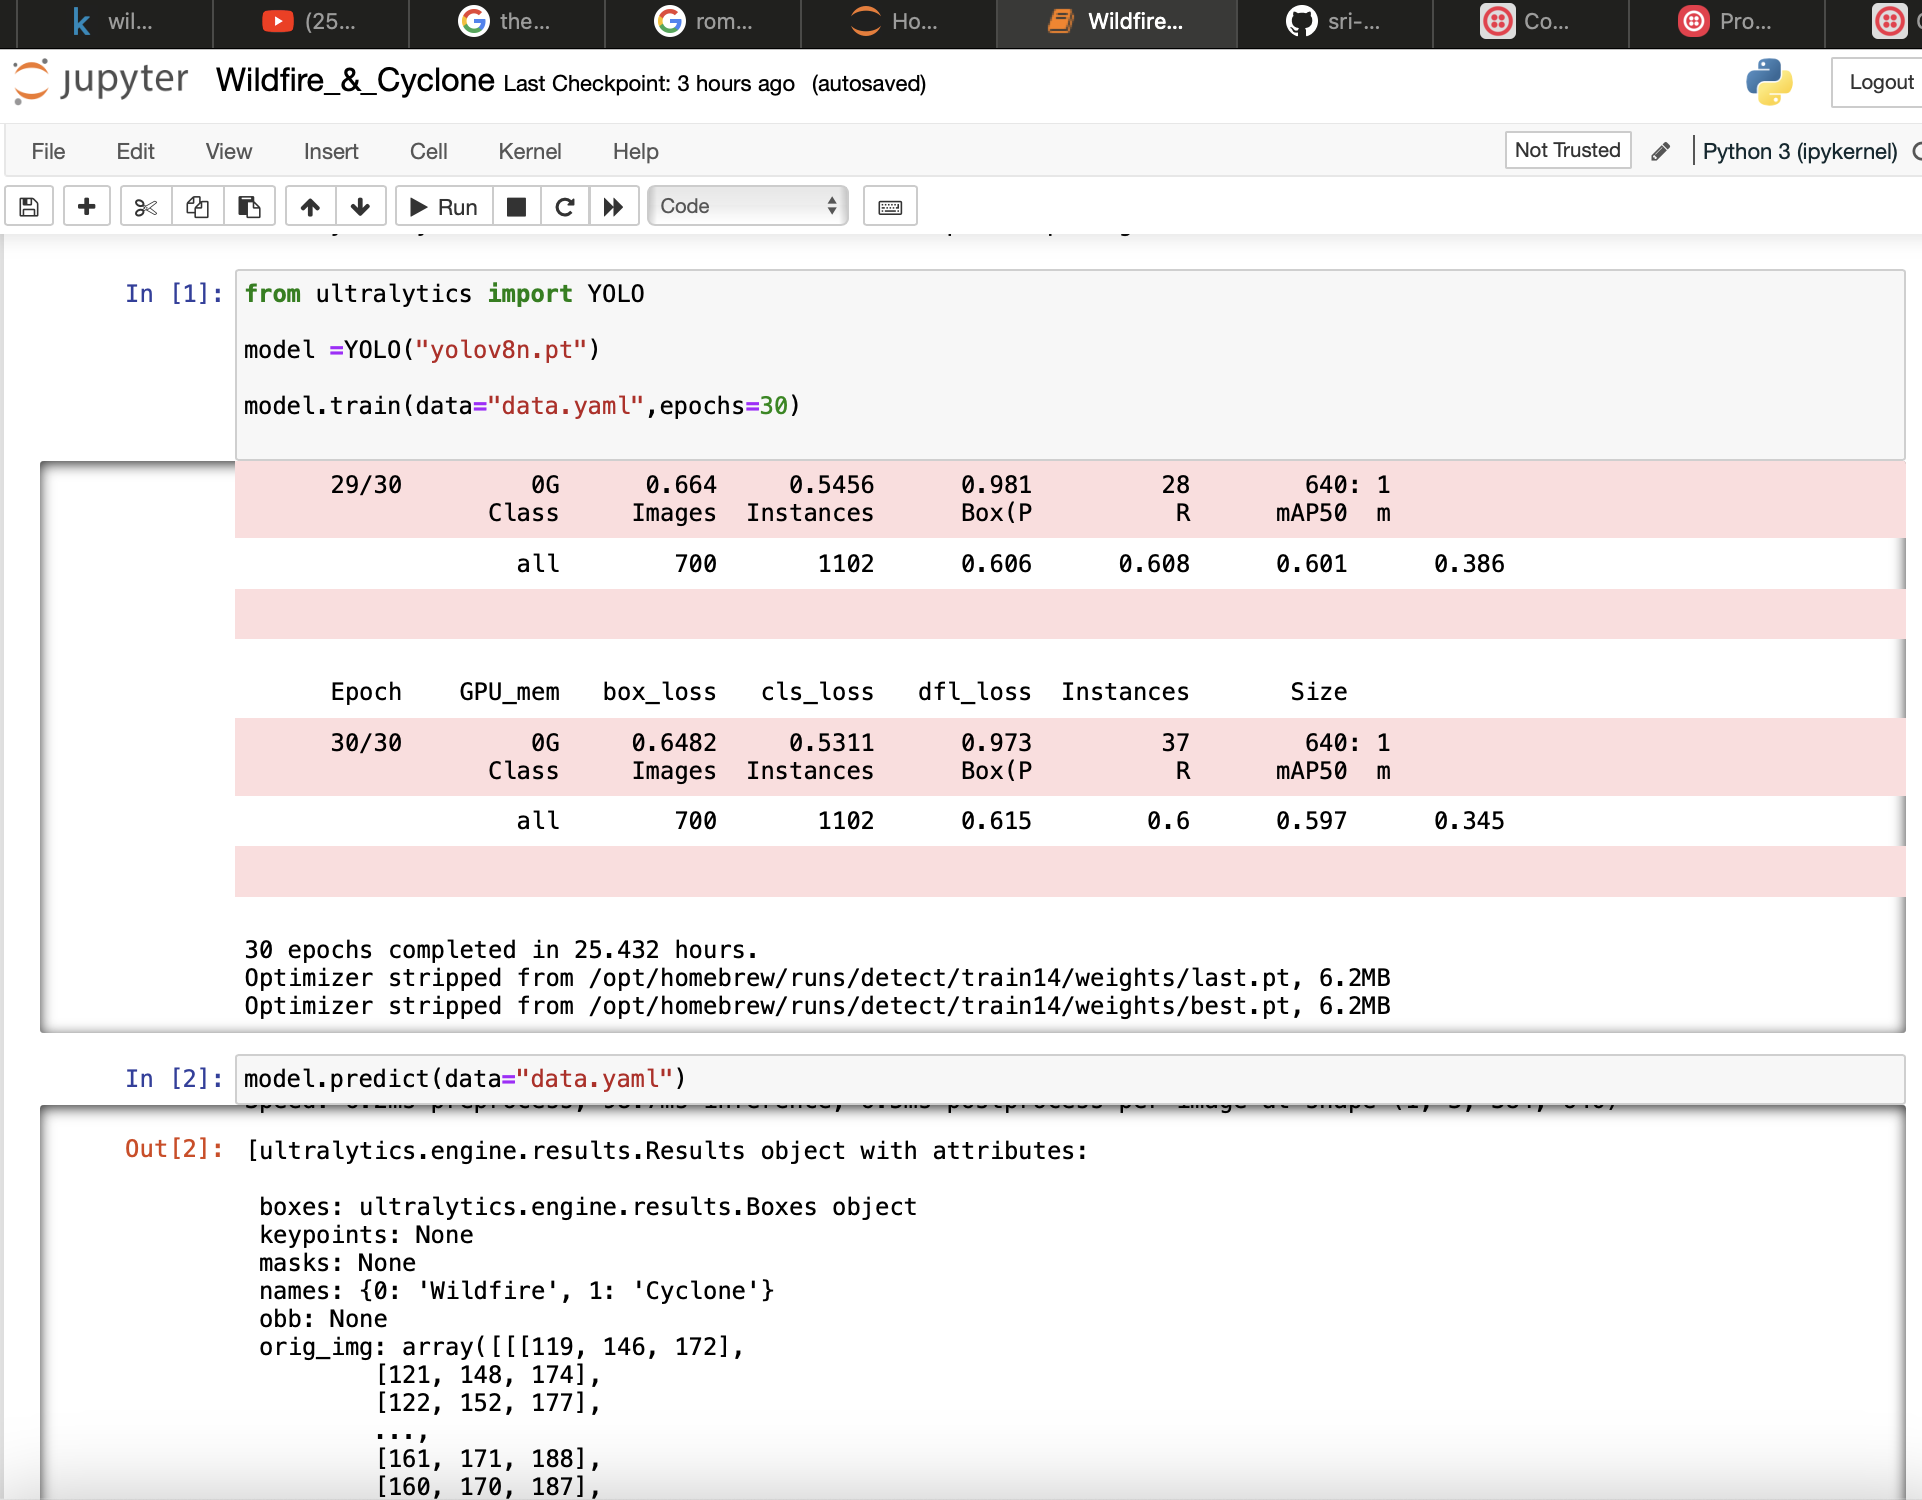 wil...
(25...
the...
rom...
Ho...
Wildfire...
sri-...
Co...
Pro...
jupyter Wildfire_&_Cyclone Last Checkpoint: 3 hours ago (autosaved)
Logout
File Edit View Insert Cell Kernel Help
Not Trusted
Python 3 (ipykernel)
Run
Code
In [1]:
from ultralytics import YOLO
model =YOLO("yolov8n.pt")
model.train(data="data.yaml",epochs=30)
29/30 0G 0.664 0.5456 0.981 28 640: 1
Class Images Instances Box(P R mAP50 m
all 700 1102 0.606 0.608 0.601 0.386
Epoch GPU_mem box_loss cls_loss dfl_loss Instances Size
30/30 0G 0.6482 0.5311 0.973 37 640: 1
Class Images Instances Box(P R mAP50 m
all 700 1102 0.615 0.6 0.597 0.345
30 epochs completed in 25.432 hours.
Optimizer stripped from /opt/homebrew/runs/detect/train14/weights/last.pt, 6.2MB
Optimizer stripped from /opt/homebrew/runs/detect/train14/weights/best.pt, 6.2MB
In [2]:
model.predict(data="data.yaml")
Out[2]:
[ultralytics.engine.results.Results object with attributes:
boxes: ultralytics.engine.results.Boxes object
keypoints: None
masks: None
names: {0: 'Wildfire', 1: 'Cyclone'}
obb: None
orig_img: array([[[119, 146, 172],
[121, 148, 174],
[122, 152, 177],
...,
[161, 171, 188],
[160, 170, 187],